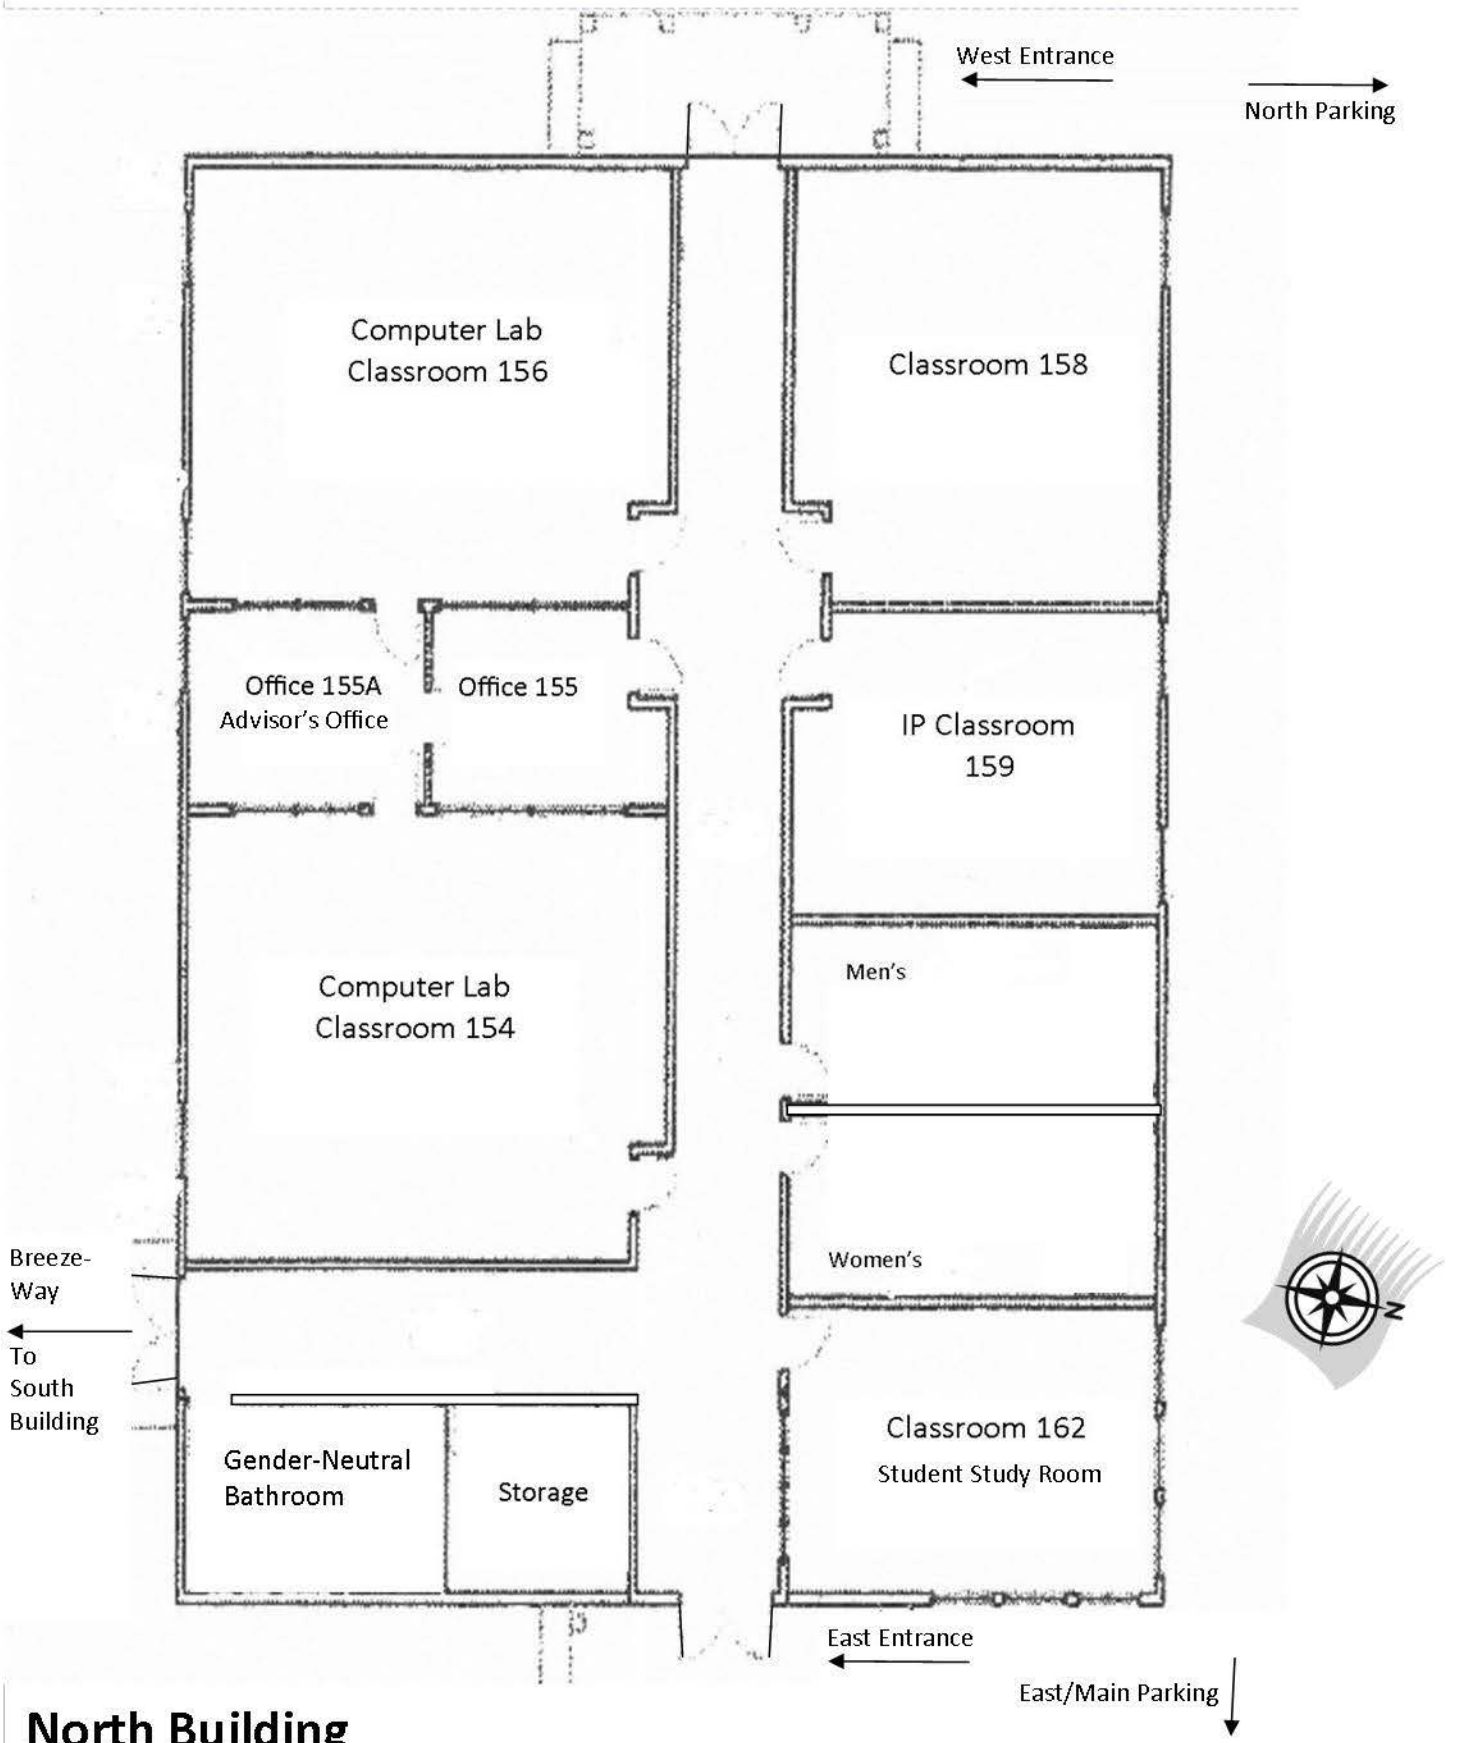 West Entrance
North Parking
Computer Lab
Classroom 156
Classroom 158
Office 155A
Advisor's Office
Office 155
IP Classroom
159
Men's
Computer Lab
Classroom 154
Women's
Breeze-
Way
To
South
Building
N
Classroom 162
Student Study Room
Gender-Neutral
Bathroom
Storage
East Entrance
East/Main Parking
North Building